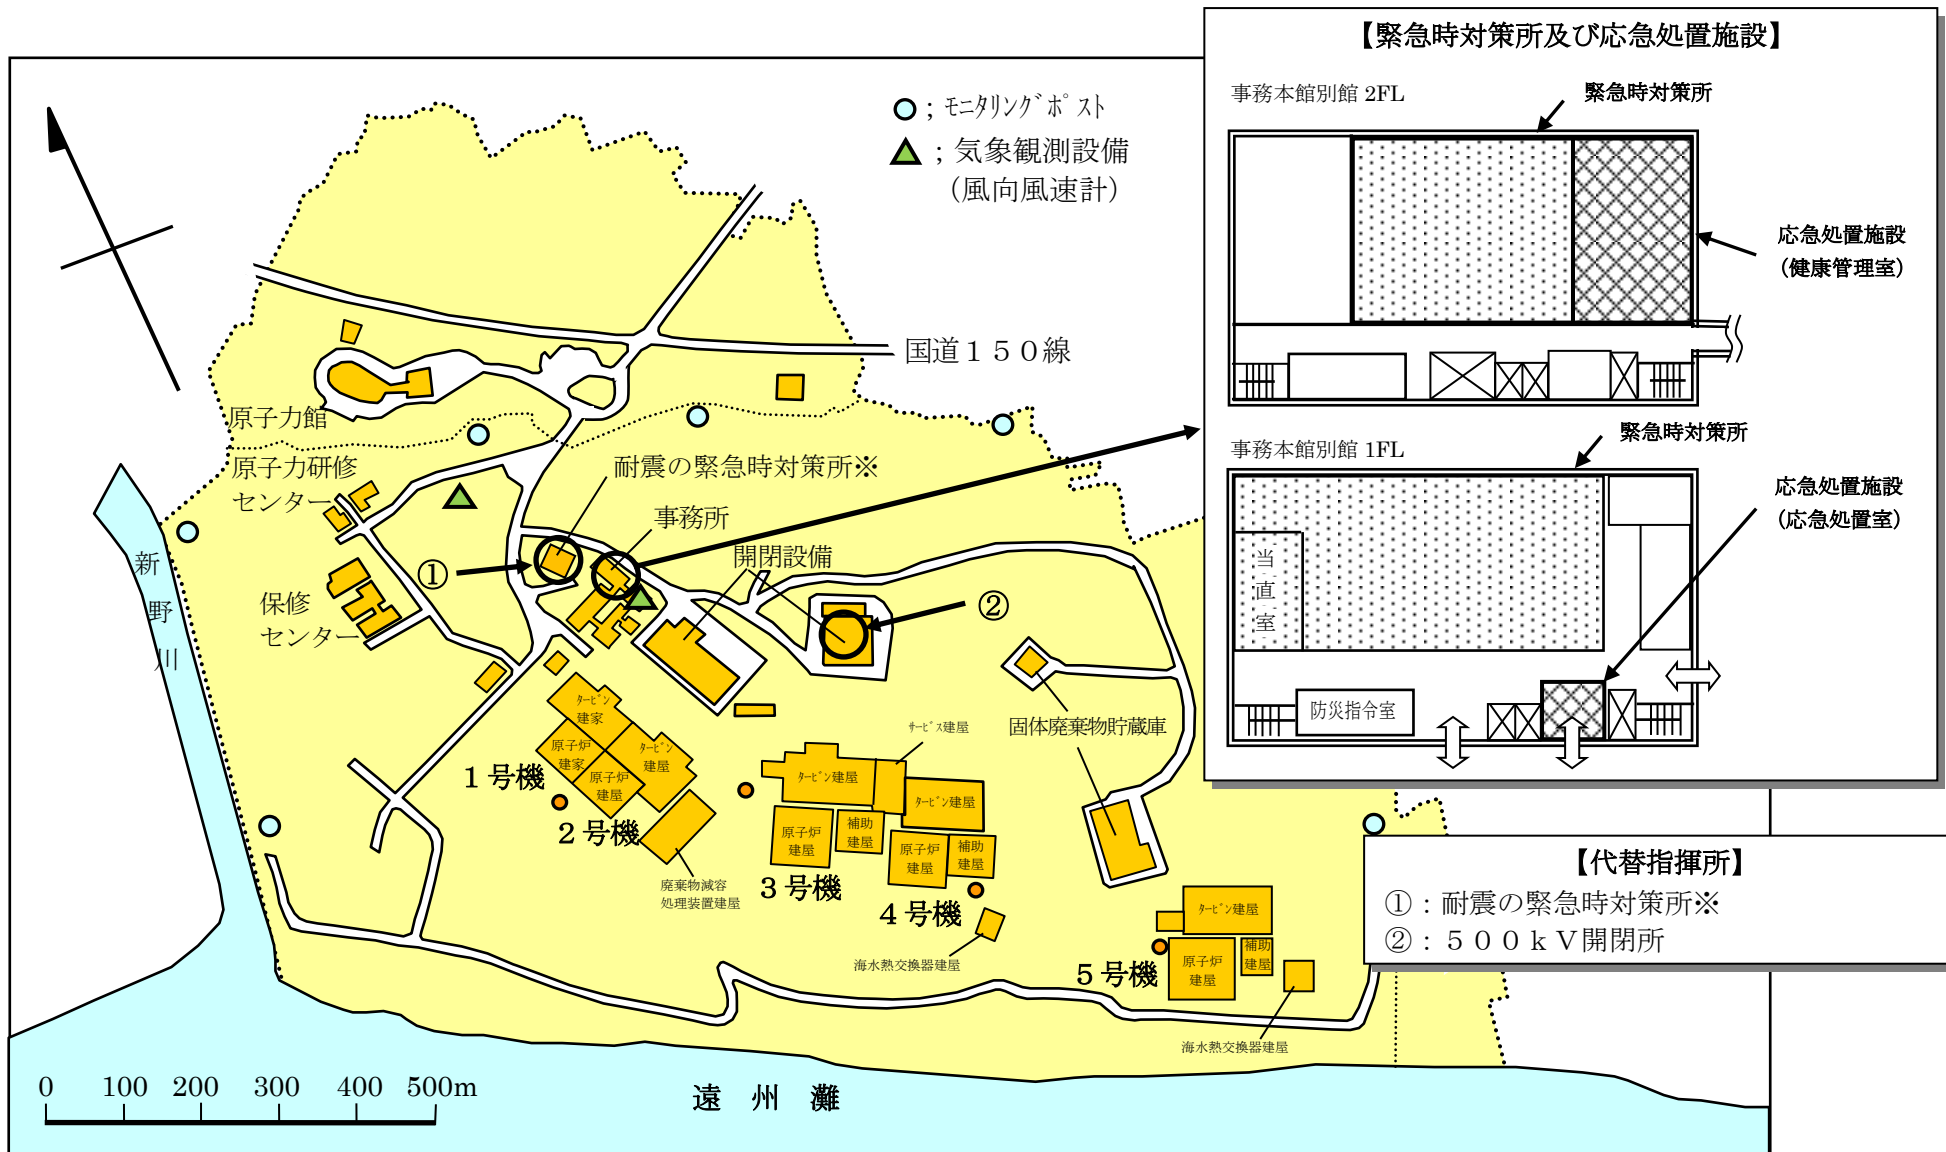 【緊急時対策所及び応急処置施設】
事務本館別館 2FL
緊急時対策所
応急処置施設
(健康管理室)
事務本館別館 1FL
緊急時対策所
応急処置施設
(応急処置室)
当直室
防災指令室
；ﾓﾆﾀﾘﾝｸﾞﾎﾟｽﾄ
；気象観測設備
(風向風速計)
国道１５０線
原子力館
原子力研修
センター
耐震の緊急時対策所※
事務所
開閉設備
①
②
新野川
保修
センター
固体廃棄物貯蔵庫
ﾀｰﾋﾞﾝ
建家
原子炉
建家
ﾀｰﾋﾞﾝ
建屋
原子炉
建屋
１号機
２号機
廃棄物減容
処理装置建屋
ｻｰﾋﾞｽ建屋
ﾀｰﾋﾞﾝ建屋
ﾀｰﾋﾞﾝ建屋
原子炉
建屋
補助
建屋
原子炉
建屋
補助
建屋
３号機
４号機
海水熱交換器建屋
ﾀｰﾋﾞﾝ建屋
原子炉
建屋
補助
建屋
５号機
海水熱交換器建屋
【代替指揮所】
①：耐震の緊急時対策所※
②：５００ｋＶ開閉所
0 100 200 300 400 500m
遠州灘